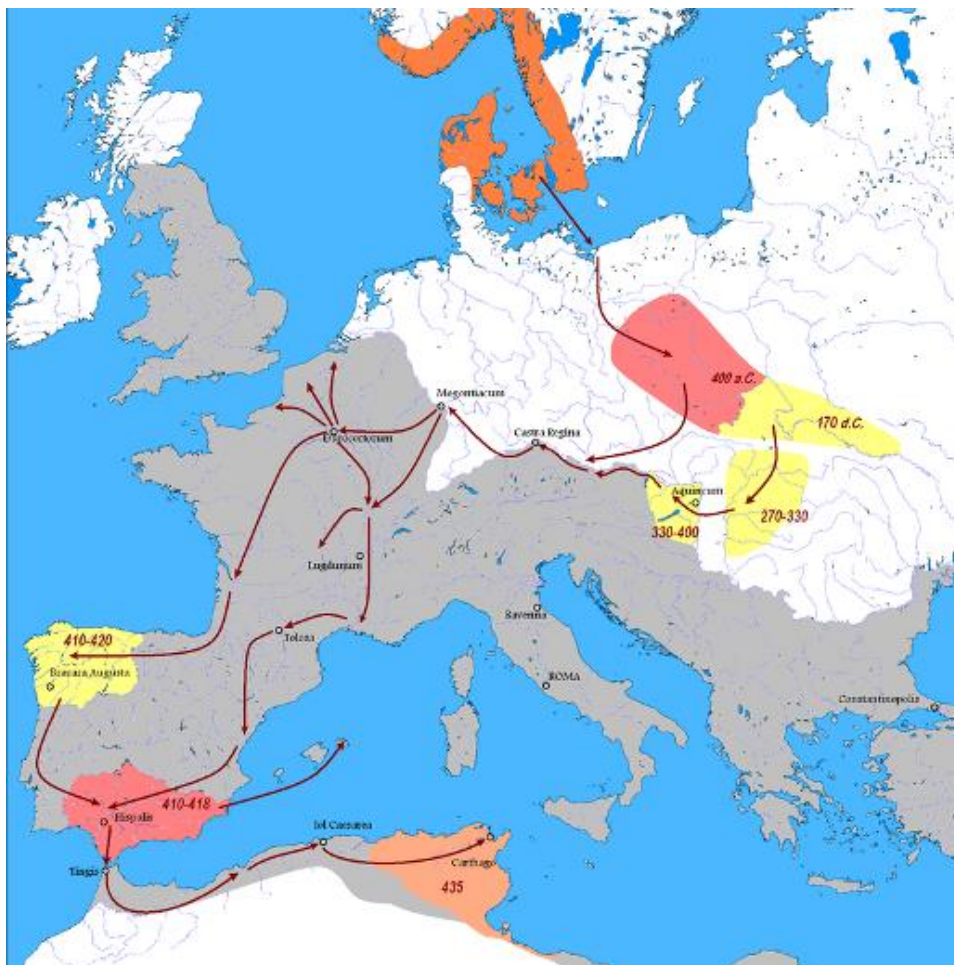 400 a.C.
Mogontiacum
170 d.C.
Durocortorum
Castra Regina
Aquincum
270-330
330-400
Lugdunum
Ravenna
410-420
Tolosa
Bracara Augusta
ROMA
Constantinopolis
410-418
Hispalis
Iol Caesarea
Carthago
Tingis
435